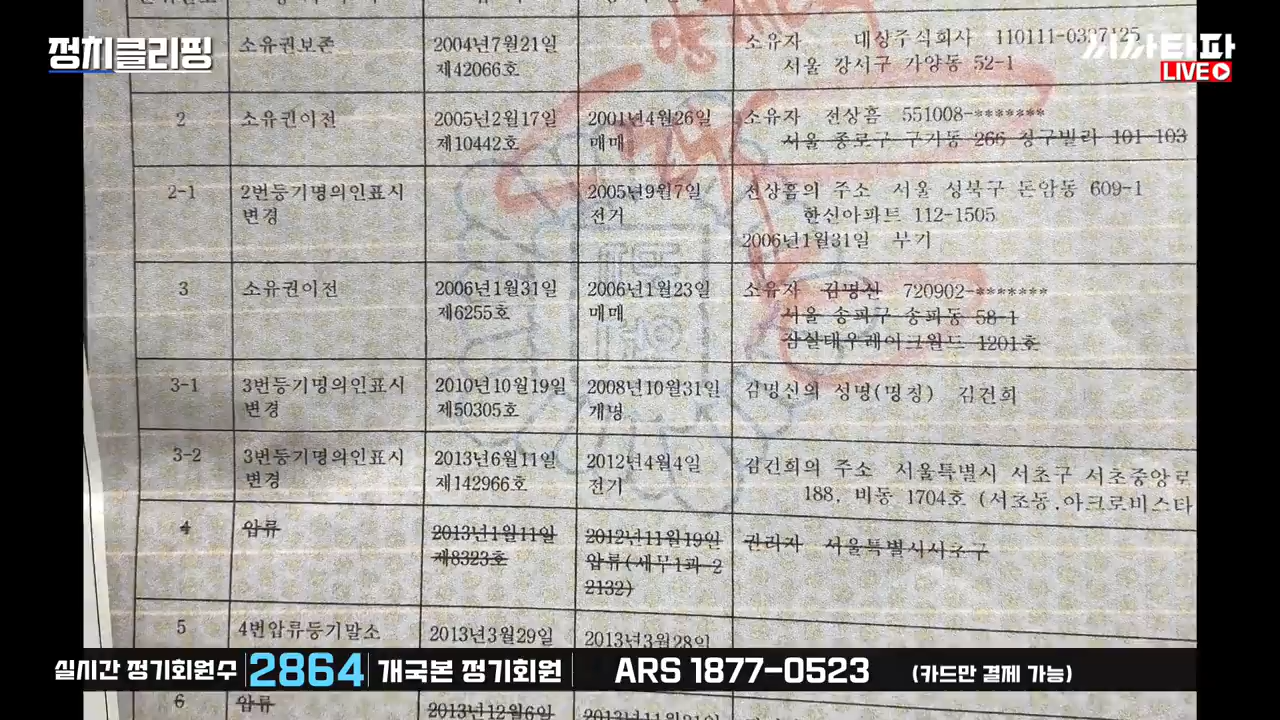 정치클리핑
씨싸타파
LIVE
소유권보존 2004년7월21일 소유자 대상주식회사
제42066호 서울 강서구 가양동 52-1
2 소유권이전 2005년2월17일 2001년4월26일 소유자 전상흠 551008-*******
제10442호 매매 서울 종로구 구기동 266 청구빌라 101-103
2-1 2번등기명의인표시 2005년9월7일 전상흠의 주소 서울 성북구 돈암동 609-1
변경 전거 한신아파트 112-1505
2006년1월31일 부기
3 소유권이전 2006년1월31일 2006년1월23일 소유자 김명신 720902-*******
제6255호 매매 서울 송파구 송파동 58-1
잠실대우레이크월드 1201호
3-1 3번등기명의인표시 2010년10월19일 2008년10월31일 김명신의 성명(명칭) 김건희
변경 제50305호 개명
3-2 3번등기명의인표시 2013년6월11일 2012년4월4일 김건희의 주소 서울특별시 서초구 서초중앙로
변경 제142966호 전거 188, 비동 1704호 (서초동,아크로비스타
4 압류 2013년1월11일 2012년11월19일 권리자 서울특별시서초구
제8323호 압류(세무1과-2
2132)
5 4번압류등기말소 2013년3월29일 2013년3월28일
실시간 정기회원수 2864 개국본 정기회원 ARS 1877-0523 (카드만 결제 가능)
6 압류 2013년12월6일